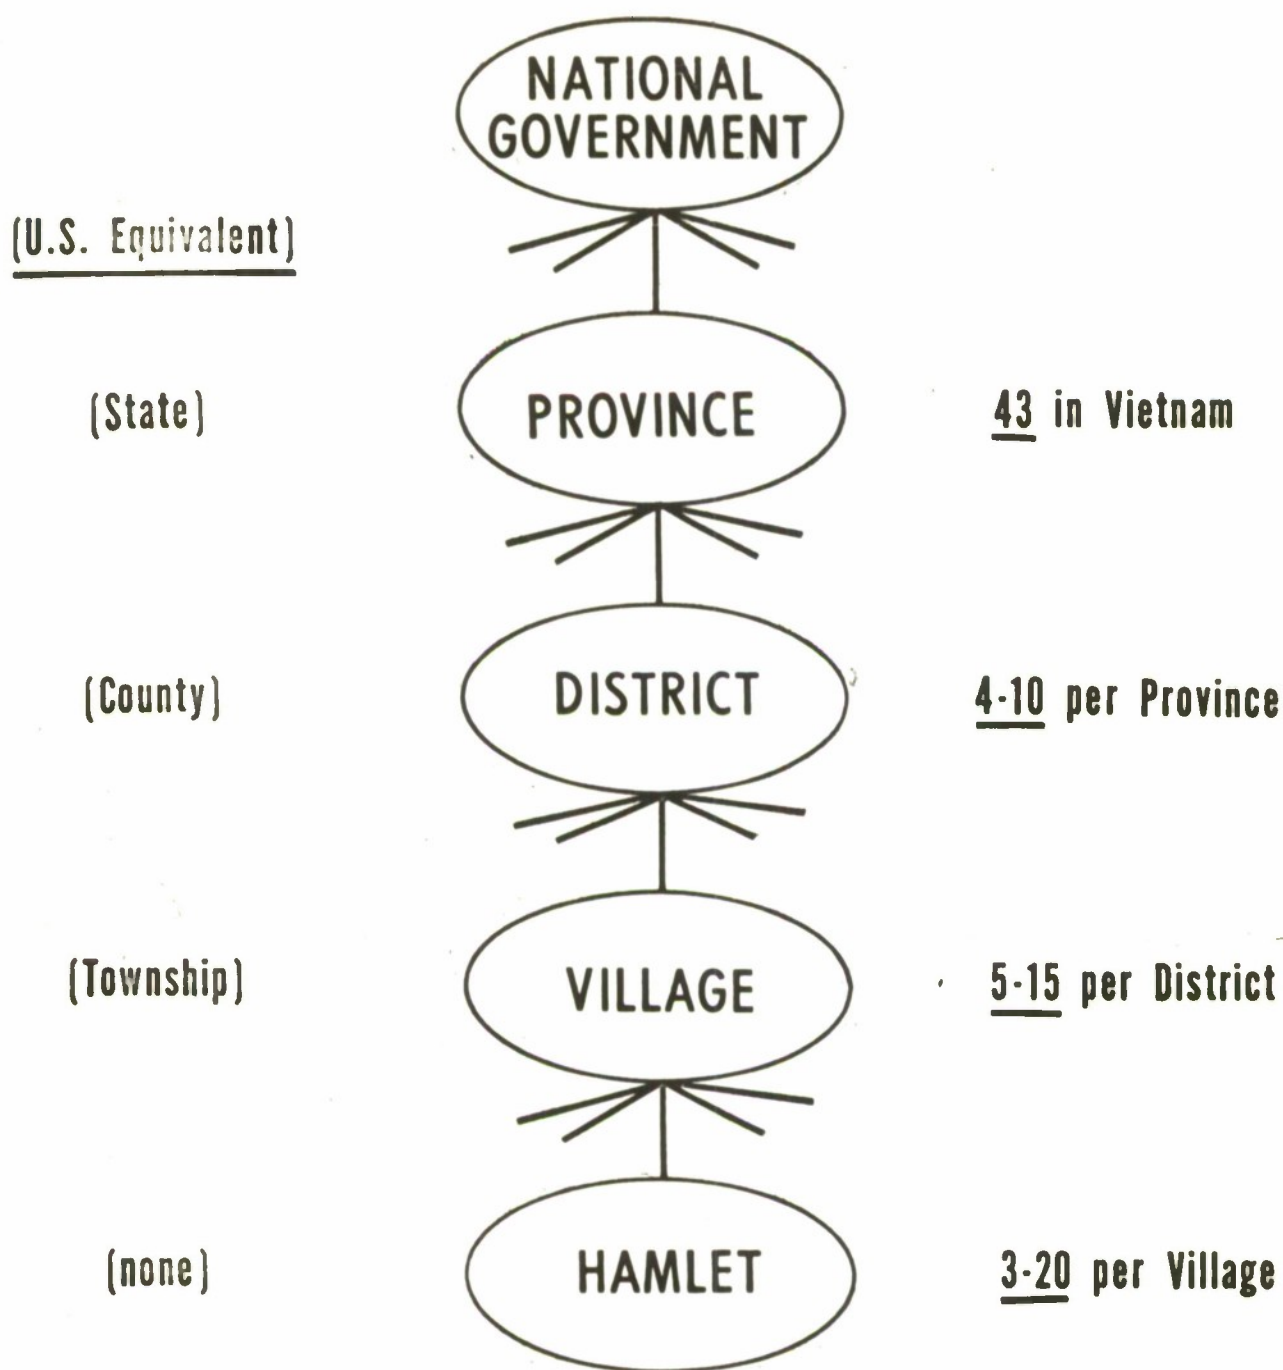 NATIONAL
GOVERNMENT
(U.S. Equivalent)
(State)
PROVINCE
43 in Vietnam
(County)
DISTRICT
4-10 per Province
(Township)
VILLAGE
5-15 per District
(none)
HAMLET
3-20 per Village